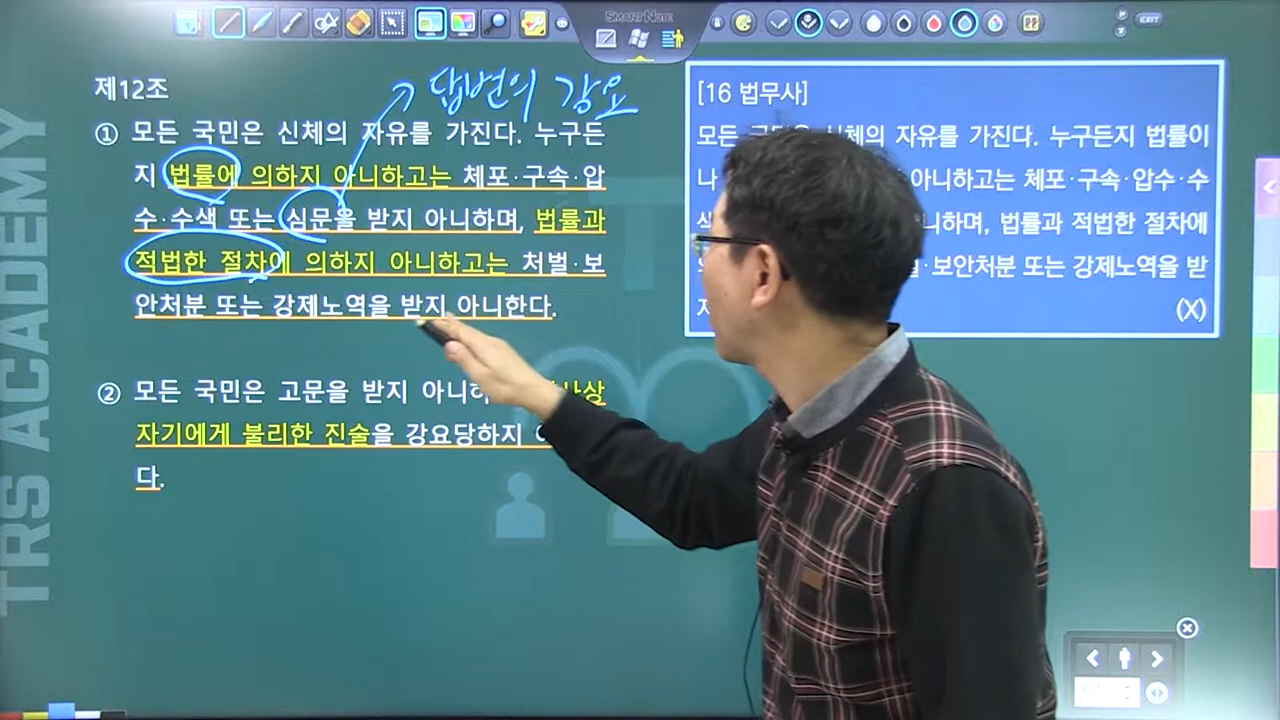 SMART NOTE
EXIT
TRS ACADEMY
답변의 강요
제12조
① 모든 국민은 신체의 자유를 가진다. 누구든
지 법률에 의하지 아니하고는 체포·구속·압
수·수색 또는 심문을 받지 아니하며, 법률과
적법한 절차에 의하지 아니하고는 처벌·보
안처분 또는 강제노역을 받지 아니한다.
② 모든 국민은 고문을 받지 아니하
사상
자기에게 불리한 진술을 강요당하지
다.
[16 법무사]
모든 국민은 신체의 자유를 가진다. 누구든지 법률이
나 아니하고는 체포·구속·압수·수
니하며, 법률과 적법한 절차에
·보안처분 또는 강제노역을 받
(X)